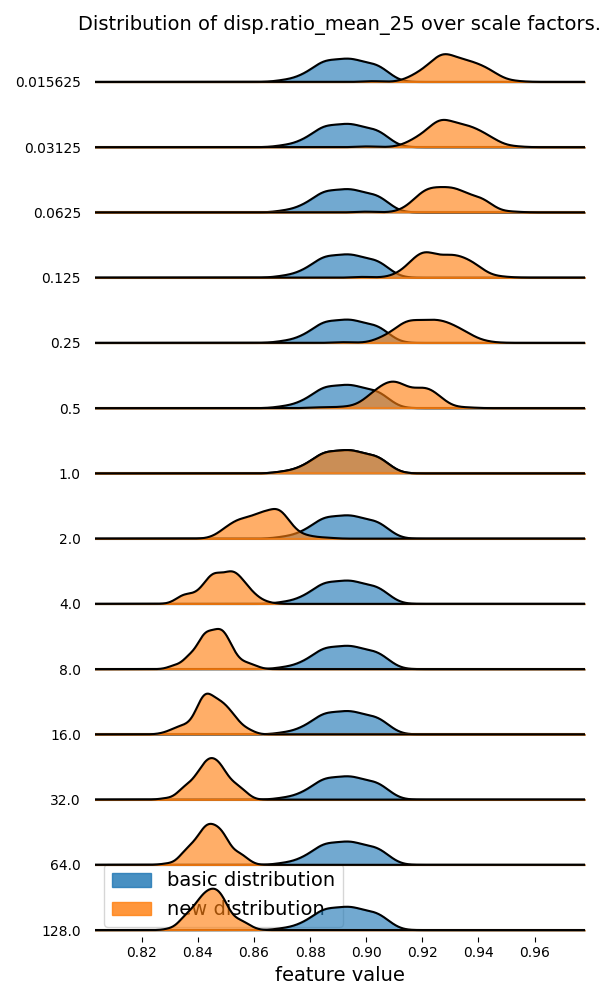 Distribution of disp.ratio_mean_25 over scale factors.
0.015625
0.03125
0.0625
0.125
0.25
0.5
1.0
2.0
4.0
8.0
16.0
32.0
64.0
basic distribution
new distribution
128.0
0.82 0.84 0.86 0.88 0.90 0.92 0.94 0.96
feature value